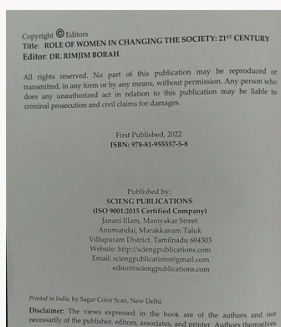 Copyright © Editors
Title: ROLE OF WOMEN IN CHANGING THE SOCIETY: 21ST CENTURY
Editor: DR. RIMJIM BORAH
All rights reserved. No part of this publication may be reproduced or
transmitted, in any form or by any means, without permission. Any person who
does any unauthorized act in relation to this publication may be liable to
criminal prosecution and civil claims for damages.
First Published, 2022
ISBN: 978-81-955557-5-8
Published by:
SCIENG PUBLICATIONS
(ISO 9001:2015 Certified Company)
Janani Illam, Maniyakar Street
Anumandai, Marakkanam Taluk
Villupuram District, Tamilnadu 604303
Website: http://sciengpublications.com
Email: sciengpublications@gmail.com
editor@sciengpublications.com
Printed in India, by Sagar Color Scan, New Delhi.
Disclaimer: The views expressed in the book are of the authors and not
necessarily of the publisher, editors, associates, and printer. Authors themselves